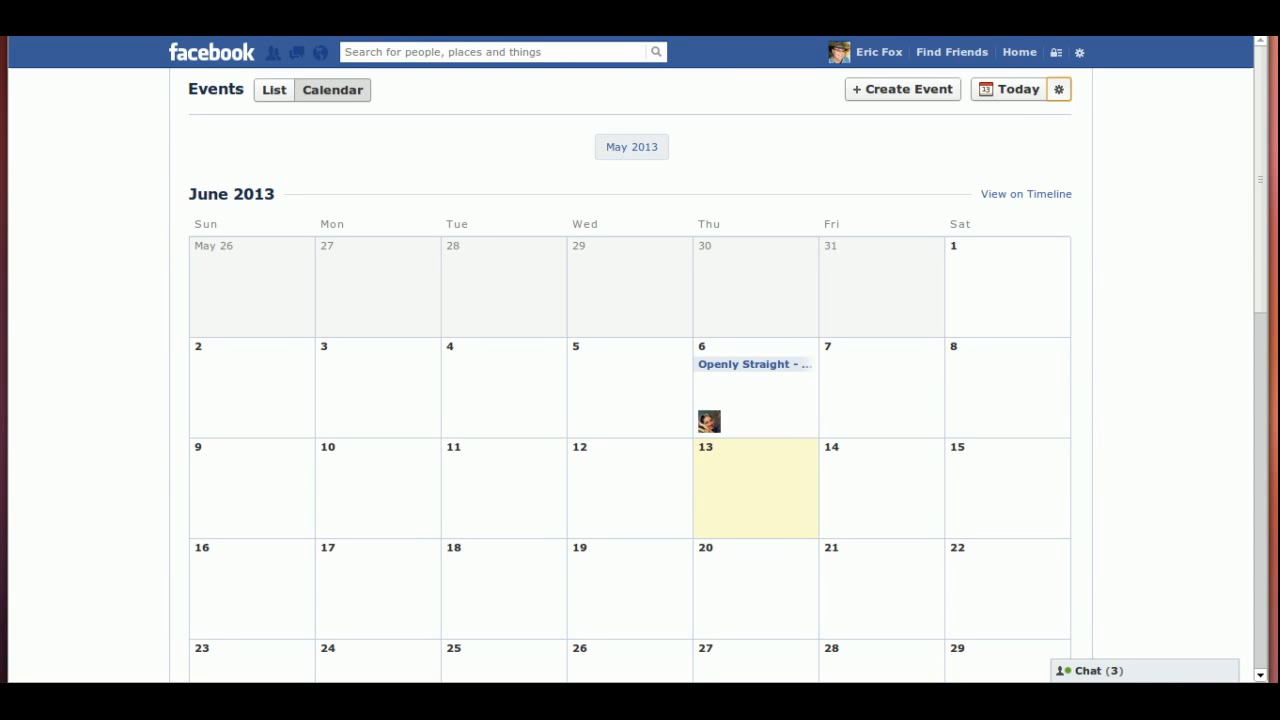 facebook Search for people, places and things Eric Fox Find Friends Home
Events List Calendar + Create Event 13 Today
May 2013
June 2013 View on Timeline
Sun Mon Tue Wed Thu Fri Sat
May 26 27 28 29 30 31 1
2 3 4 5 6 7 8
Openly Straight - ...
9 10 11 12 13 14 15
16 17 18 19 20 21 22
23 24 25 26 27 28 29
Chat (3)